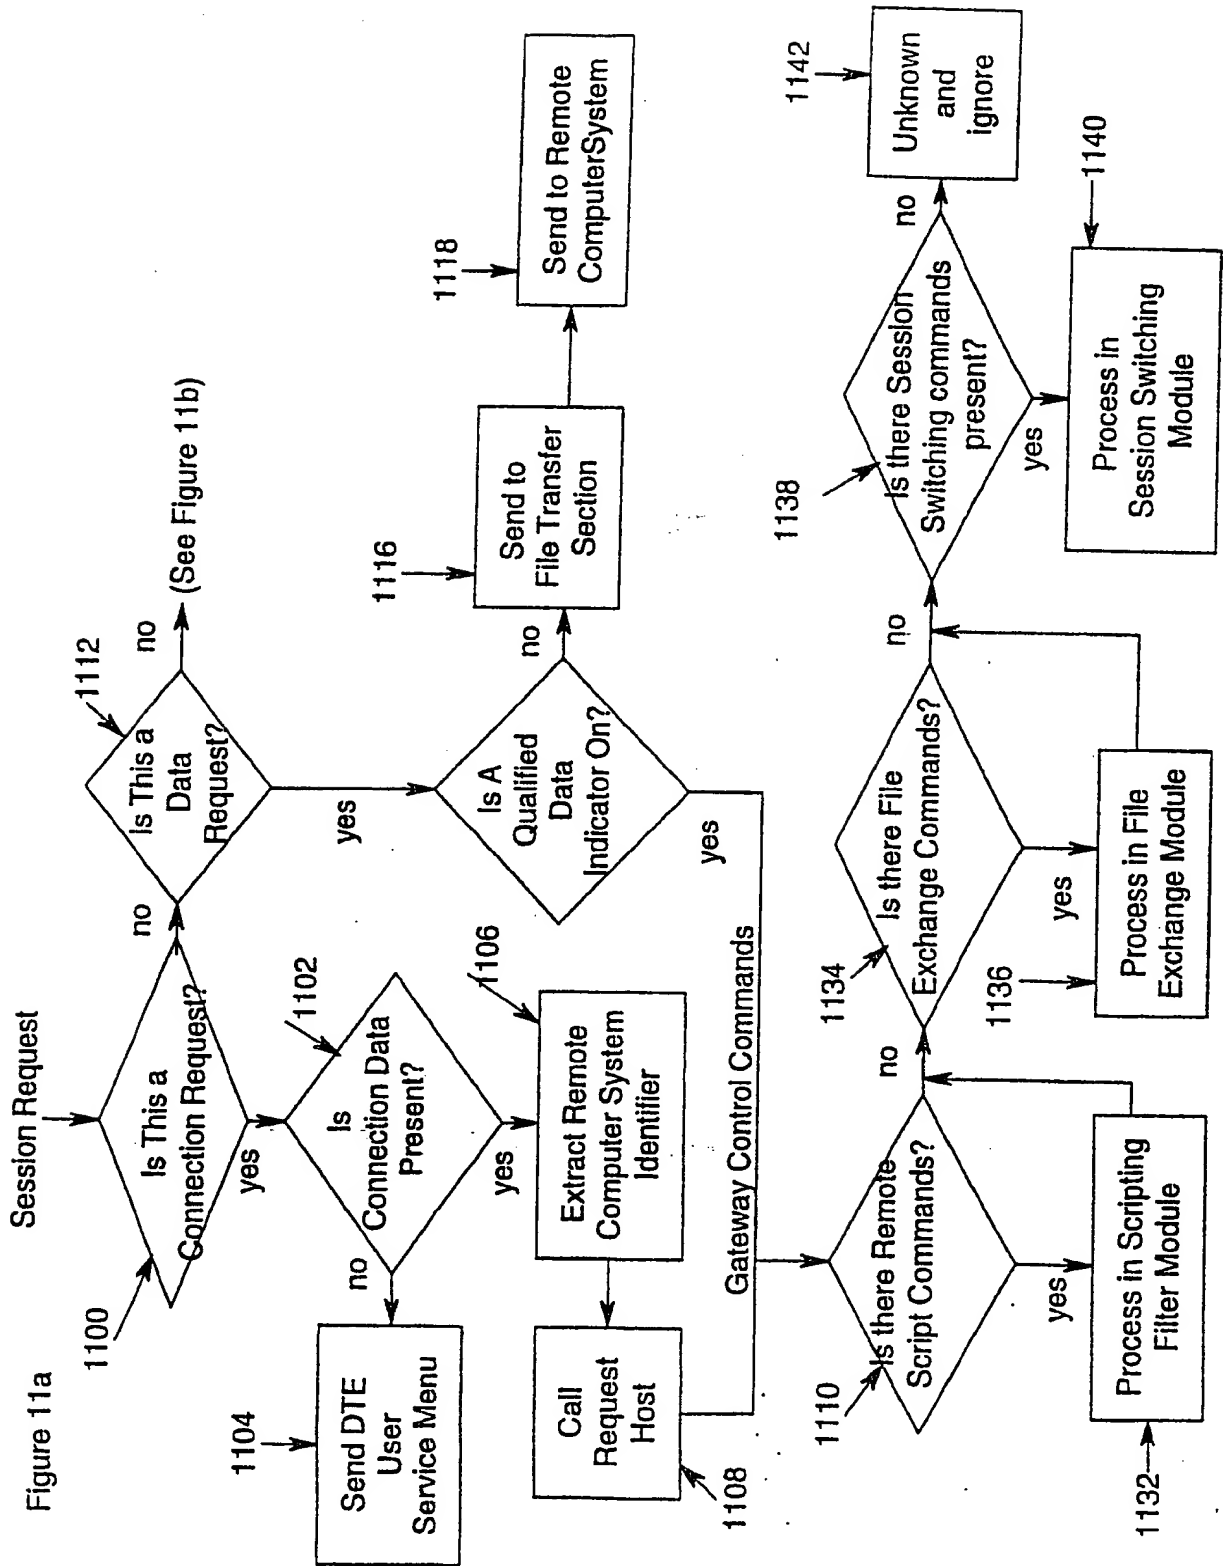 Figure 11a
Session Request
1100
Is This a
Connection Request?
no
yes
1112
Is This a
Data
Request?
no
(See Figure 11b)
yes
1102
Is
Connection Data
Present?
no
yes
1104
Send DTE
User
Service Menu
1106
Extract Remote
Computer System
Identifier
Call
Request
Host
1108
Is A
Qualified
Data
Indicator On?
no
yes
1116
Send to
File Transfer
Section
1118
Send to Remote
ComputerSystem
Gateway Control Commands
1110
Is there Remote
Script Commands?
no
yes
Process in Scripting
Filter Module
1132
1134
Is there File
Exchange Commands?
no
yes
1136
Process in File
Exchange Module
1138
Is there Session
Switching commands
present?
no
yes
Process in
Session Switching
Module
1140
1142
Unknown
and
ignore